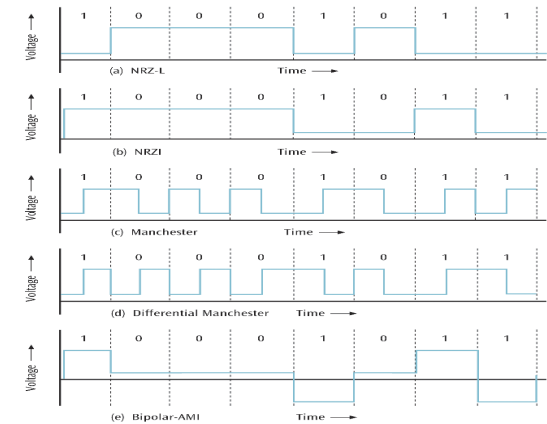 1 0 0 0 1 0 1 1
Voltage
(a) NRZ-L Time
1 0 0 0 1 0 1 1
Voltage
(b) NRZI Time
1 0 0 0 1 0 1 1
Voltage
(c) Manchester Time
1 0 0 0 1 0 1 1
Voltage
(d) Differential Manchester Time
1 0 0 0 1 0 1 1
Voltage
(e) Bipolar-AMI Time